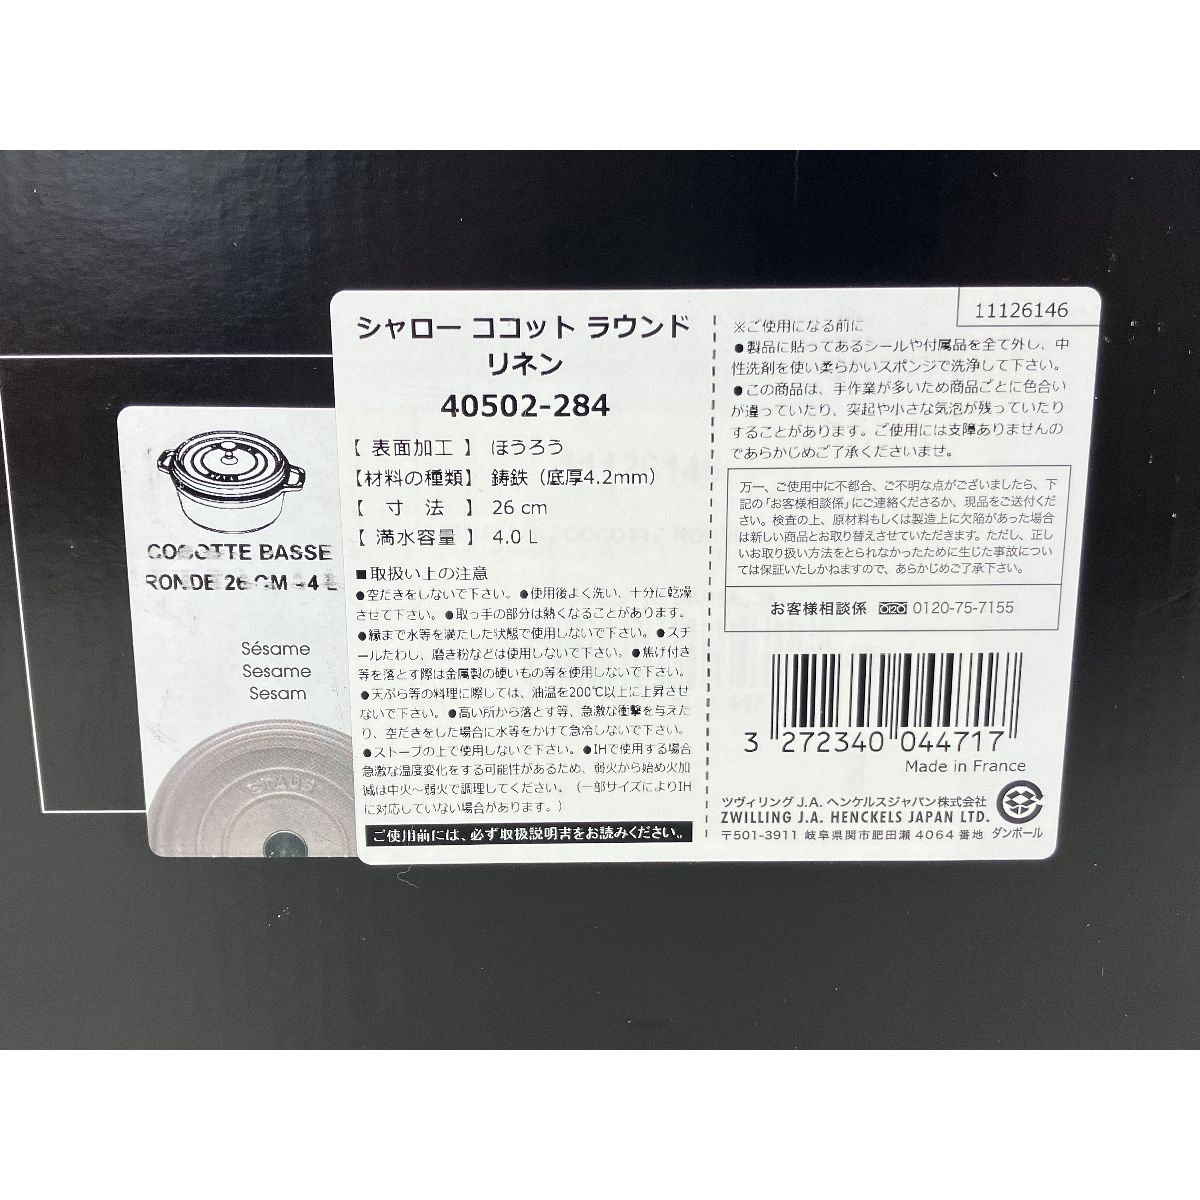 COCOTTE BASSE
RONDE 26 CM - 4 L
Sésame
Sesame
Sesam
STAUB
シャロー ココット ラウンド
リネン
40502-284
【 表面加工 】 ほうろう
【材料の種類】 鋳鉄（底厚4.2mm）
【 寸 法 】 26 cm
【 満水容量 】 4.0 L
■取扱い上の注意
●空だきをしないで下さい。●使用後よく洗い、十分に乾燥
させて下さい。●取っ手の部分は熱くなることがあります。
●縁まで水等を満たした状態で使用しないで下さい。●スチ
ールたわし、磨き粉などは使用しないで下さい。●焦げ付き
等を落とす際は金属製の硬いもの等を使用しないで下さい。
●天ぷら等の料理に際しては、油温を200℃以上に上昇させ
ないで下さい。●高い所から落とす等、急激な衝撃を与えた
り、空だきをした場合に水等をかけて急冷しないで下さい。
●ストーブの上で使用しないで下さい。●IHで使用する場合
急激な温度変化をする可能性があるため、弱火から始め火加
減は中火～弱火で調理してください。（一部サイズによりIH
に対応していない場合があります。）
ご使用前には、必ず取扱説明書をお読みください。
11126146
※ご使用になる前に
●製品に貼ってあるシールや付属品を全て外し、中
性洗剤を使い柔らかいスポンジで洗浄して下さい。
●この商品は、手作業が多いため商品ごとに色合い
が違っていたり、突起や小さな気泡が残っていたり
することがあります。ご使用には支障ありませんの
であらかじめご了承くださいませ。
万一、ご使用中に不都合、ご不明な点がございましたら、下
記の「お客様相談係」にご連絡くださるか、現品をご送付くだ
さい。検査の上、原材料もしくは製造上に欠陥があった場合
は新しい商品とお取り替えさせていただきます。ただし、正し
いお取り扱い方法をとられなかったために生じた事故につい
ては保証いたしかねますので、あらかじめご了承下さい。
お客様相談係 0120-75-7155
3 272340 044717
Made in France
ツヴィリング J.A. ヘンケルスジャパン株式会社
ZWILLING J.A. HENCKELS JAPAN LTD.
〒501-3911 岐阜県関市肥田瀬 4064 番地 ダンボール